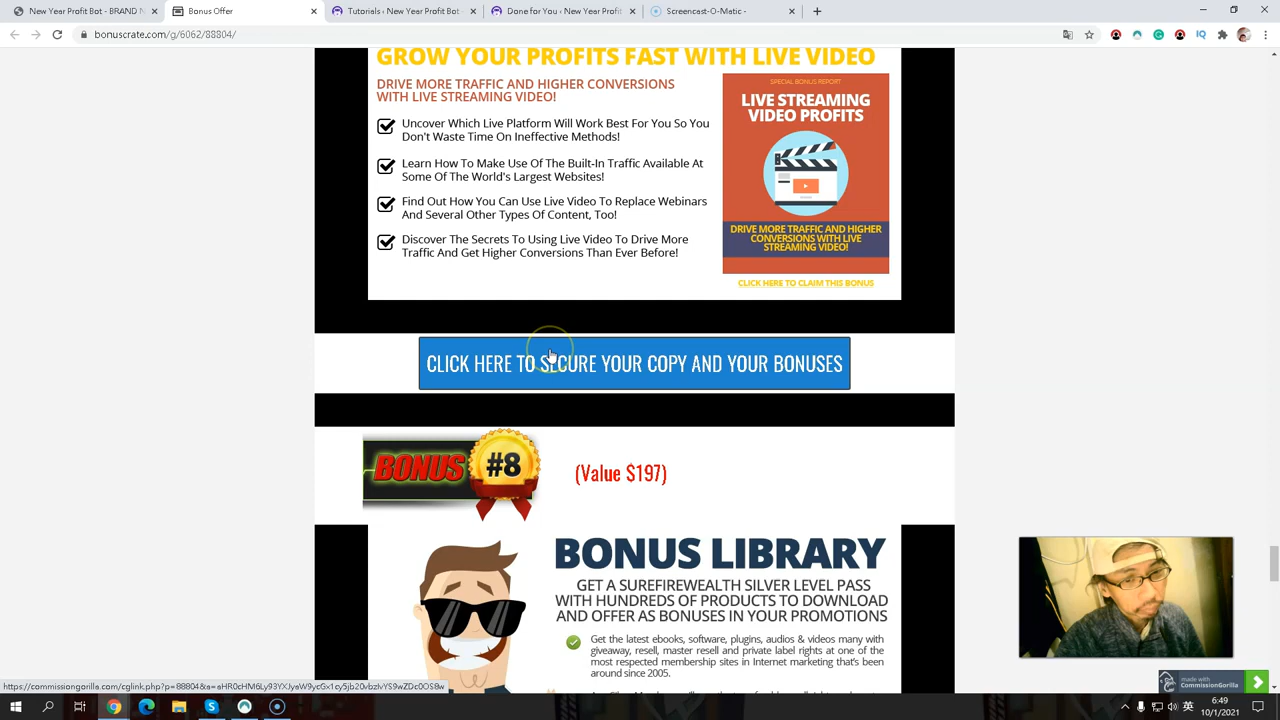 Novi Profit Bot - BRAND N
Bonus Offer
Tutorials - Novi Profit Bot
VSL - Novi Profit Bot
Screencast-O-Matic -
bonuscrate.com/g/6062/88804/
IQ
GROW YOUR PROFITS FAST WITH LIVE VIDEO
DRIVE MORE TRAFFIC AND HIGHER CONVERSIONS
WITH LIVE STREAMING VIDEO!
Uncover Which Live Platform Will Work Best For You So You
Don't Waste Time On Ineffective Methods!
Learn How To Make Use Of The Built-In Traffic Available At
Some Of The World's Largest Websites!
Find Out How You Can Use Live Video To Replace Webinars
And Several Other Types Of Content, Too!
Discover The Secrets To Using Live Video To Drive More
Traffic And Get Higher Conversions Than Ever Before!
SPECIAL BONUS REPORT
LIVE STREAMING
VIDEO PROFITS
DRIVE MORE TRAFFIC AND HIGHER
CONVERSIONS WITH LIVE
STREAMING VIDEO!
CLICK HERE TO CLAIM THIS BONUS
CLICK HERE TO SECURE YOUR COPY AND YOUR BONUSES
BONUS #8
(Value $197)
BONUS LIBRARY
GET A SUREFIREWEALTH SILVER LEVEL PASS
WITH HUNDREDS OF PRODUCTS TO DOWNLOAD
AND OFFER AS BONUSES IN YOUR PROMOTIONS
Get the latest ebooks, software, plugins, audios & videos many with
giveaway, resell, master resell and private label rights at one of the
most respected membership sites in Internet marketing that's been
around since 2005.
made with
CommissionGorilla
英
6:49
10/1/2021